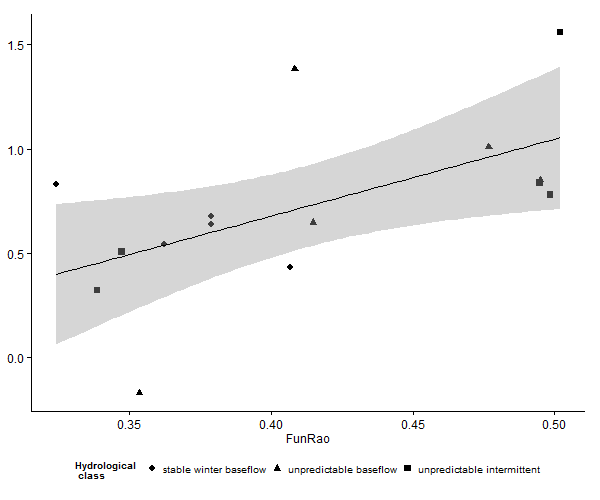 1.5
1.0
0.5
0.0
0.35 0.40 0.45 0.50
FunRao
Hydrological
class
stable winter baseflow unpredictable baseflow unpredictable intermittent